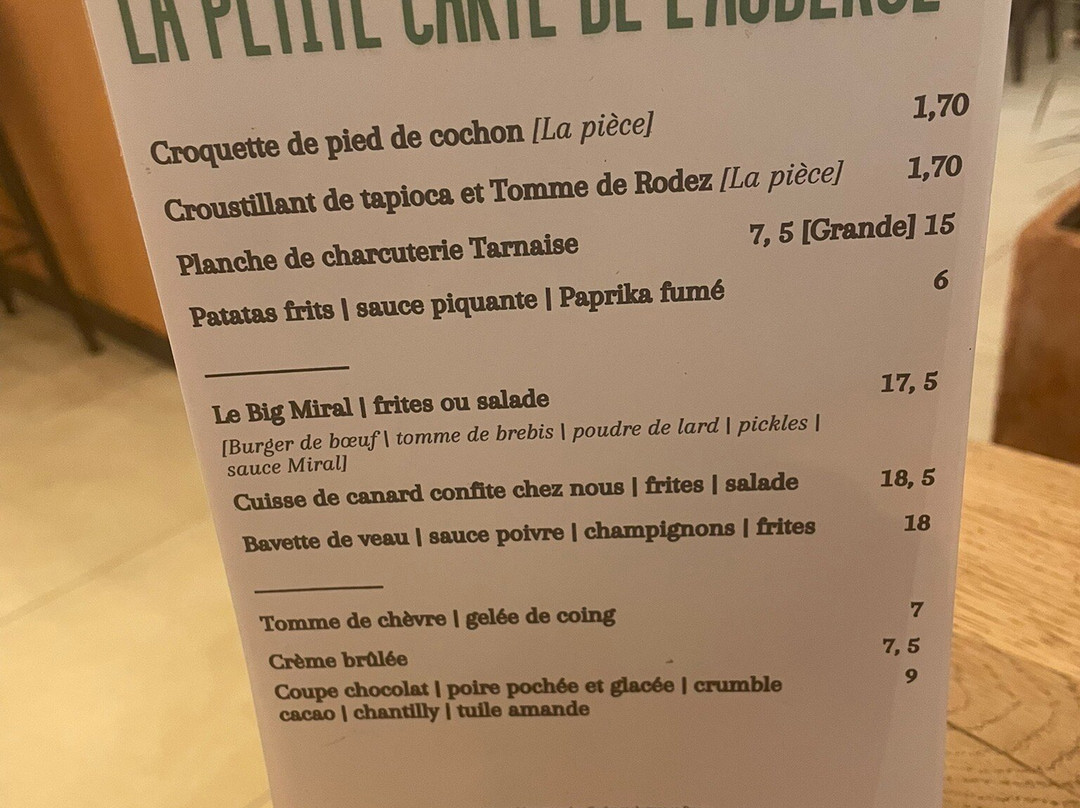 LA PETITE CARTE DE L'AUBERGE
Croquette de pied de cochon [La pièce] 1,70
Croustillant de tapioca et Tomme de Rodez [La pièce] 1,70
Planche de charcuterie Tarnaise 7, 5 [Grande] 15
Patatas frits | sauce piquante | Paprika fumé 6
Le Big Miral | frites ou salade 17, 5
[Burger de bœuf | tomme de brebis | poudre de lard | pickles |
sauce Miral]
Cuisse de canard confite chez nous | frites | salade 18, 5
Bavette de veau | sauce poivre | champignons | frites 18
Tomme de chèvre | gelée de coing 7
Crème brûlée 7, 5
Coupe chocolat | poire pochée et glacée | crumble 9
cacao | chantilly | tuile amande